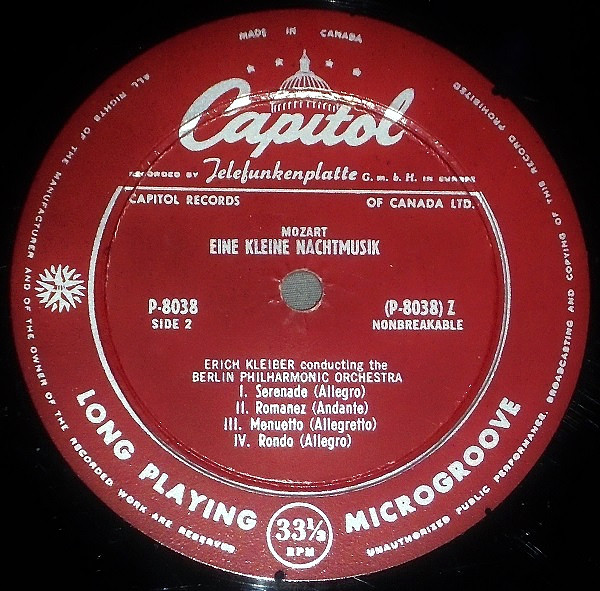 MADE IN CANADA
Capitol
RECORDED BY Telefunkenplatte G. m. b. H. IN EUROPE
CAPITOL RECORDS OF CANADA LTD.
MOZART
EINE KLEINE NACHTMUSIK
P-8038 (P-8038) Z
SIDE 2 NONBREAKABLE
ERICH KLEIBER conducting the
BERLIN PHILHARMONIC ORCHESTRA
I. Serenade (Allegro)
II. Romanez (Andante)
III. Menuetto (Allegretto)
IV. Rondo (Allegro)
LONG PLAYING 33⅓ RPM MICROGROOVE
ALL RIGHTS OF THE MANUFACTURER AND OF THE OWNER OF THE RECORDED WORK ARE RESERVED
UNAUTHORIZED PUBLIC PERFORMANCE, BROADCASTING AND COPYING OF THIS RECORD PROHIBITED